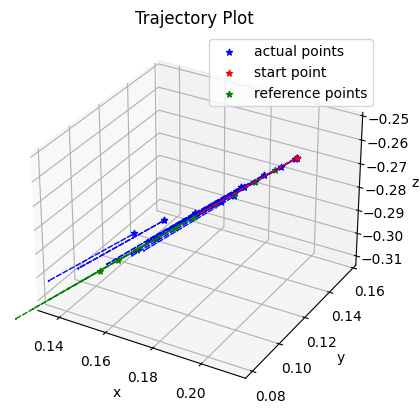 Trajectory Plot
actual points
start point
reference points
−0.25
−0.26
−0.27
−0.28
−0.29
−0.30
−0.31
z
0.16
0.14
0.12
0.10
0.08
y
0.14
0.16
0.18
0.20
x